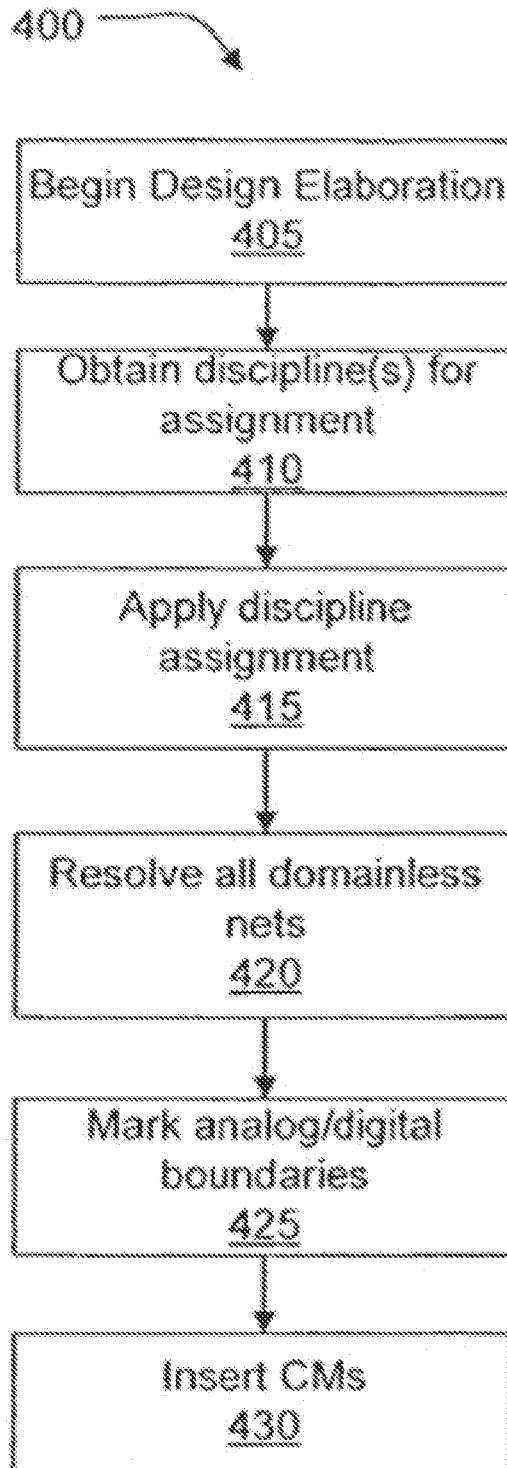 400
Begin Design Elaboration
405
Obtain discipline(s) for
assignment
410
Apply discipline
assignment
415
Resolve all domainless
nets
420
Mark analog/digital
boundaries
425
Insert CMs
430